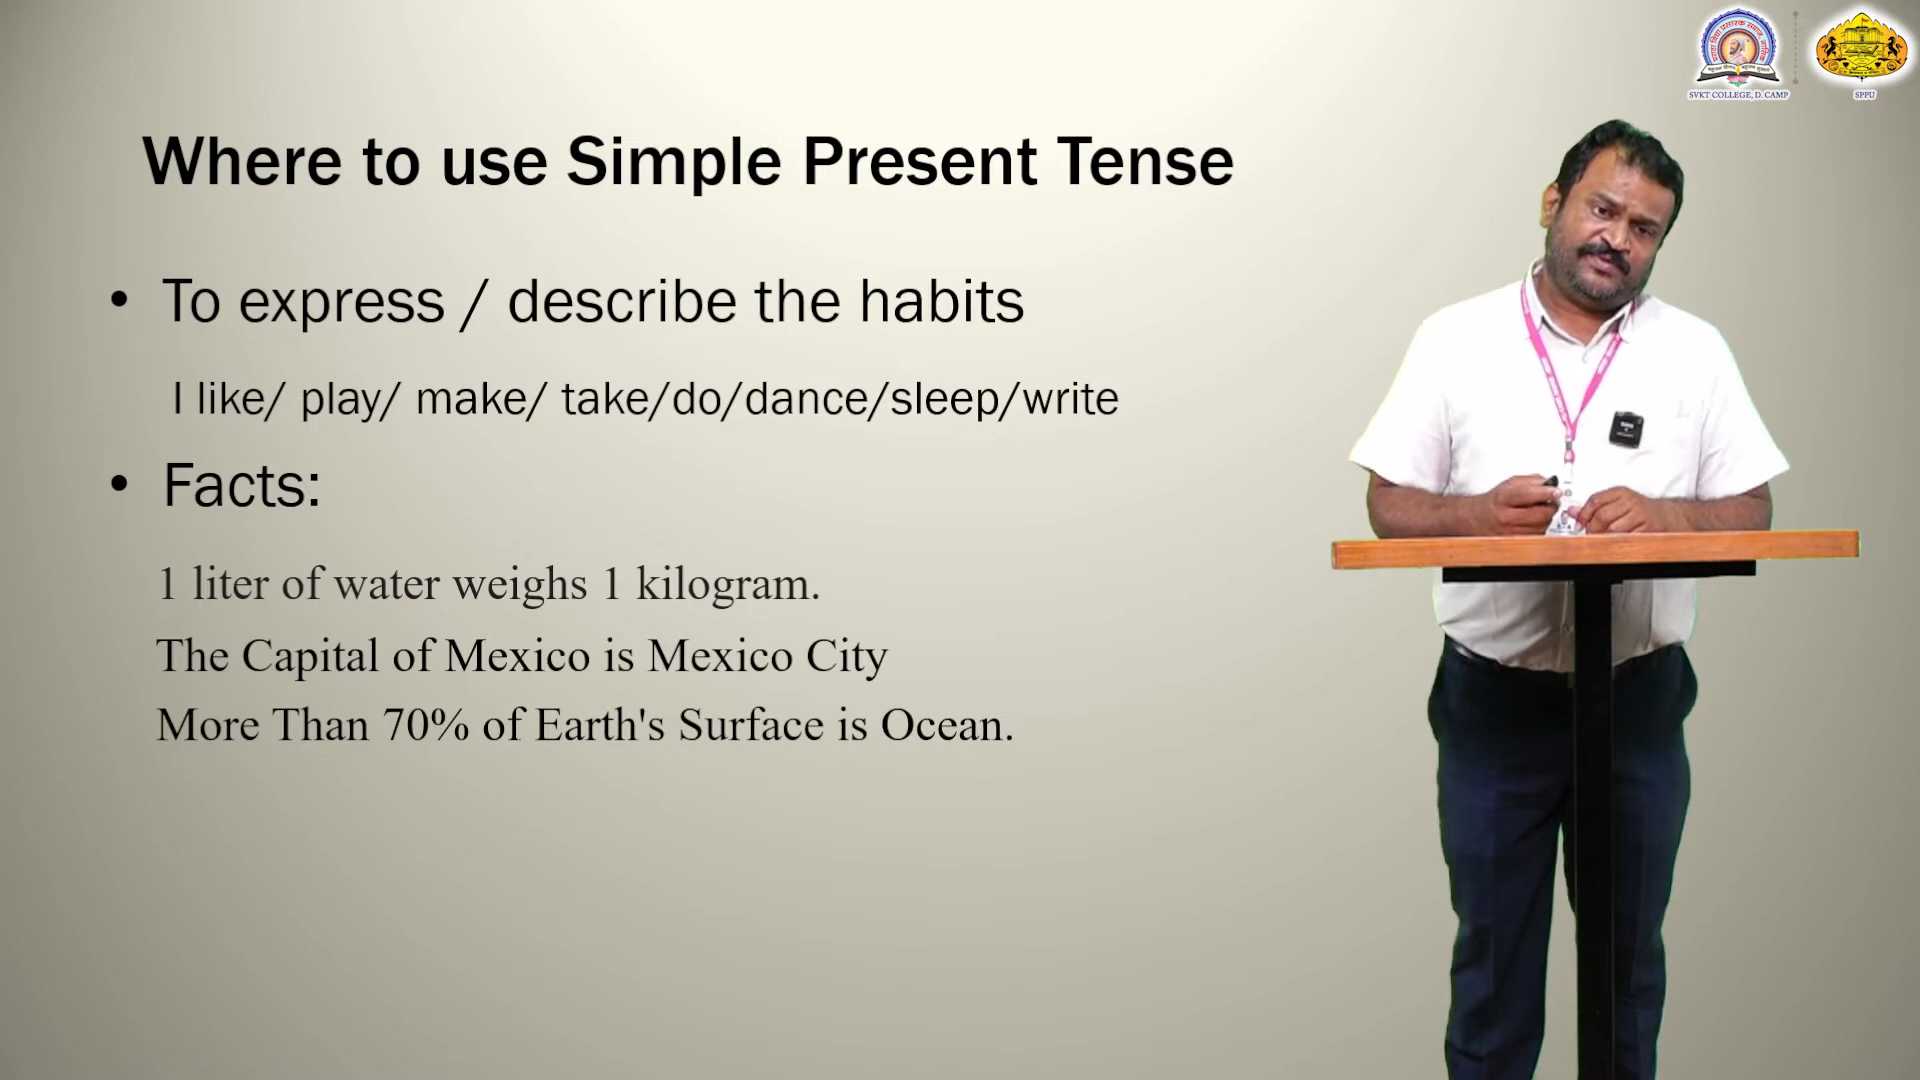 SVKT COLLEGE, D. CAMP
SPPU
Where to use Simple Present Tense
• To express / describe the habits
I like/ play/ make/ take/do/dance/sleep/write
• Facts:
1 liter of water weighs 1 kilogram.
The Capital of Mexico is Mexico City
More Than 70% of Earth's Surface is Ocean.